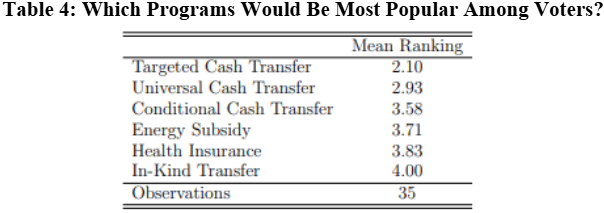 Table 4: Which Programs Would Be Most Popular Among Voters?
Mean Ranking
Targeted Cash Transfer 2.10
Universal Cash Transfer 2.93
Conditional Cash Transfer 3.58
Energy Subsidy 3.71
Health Insurance 3.83
In-Kind Transfer 4.00
Observations 35